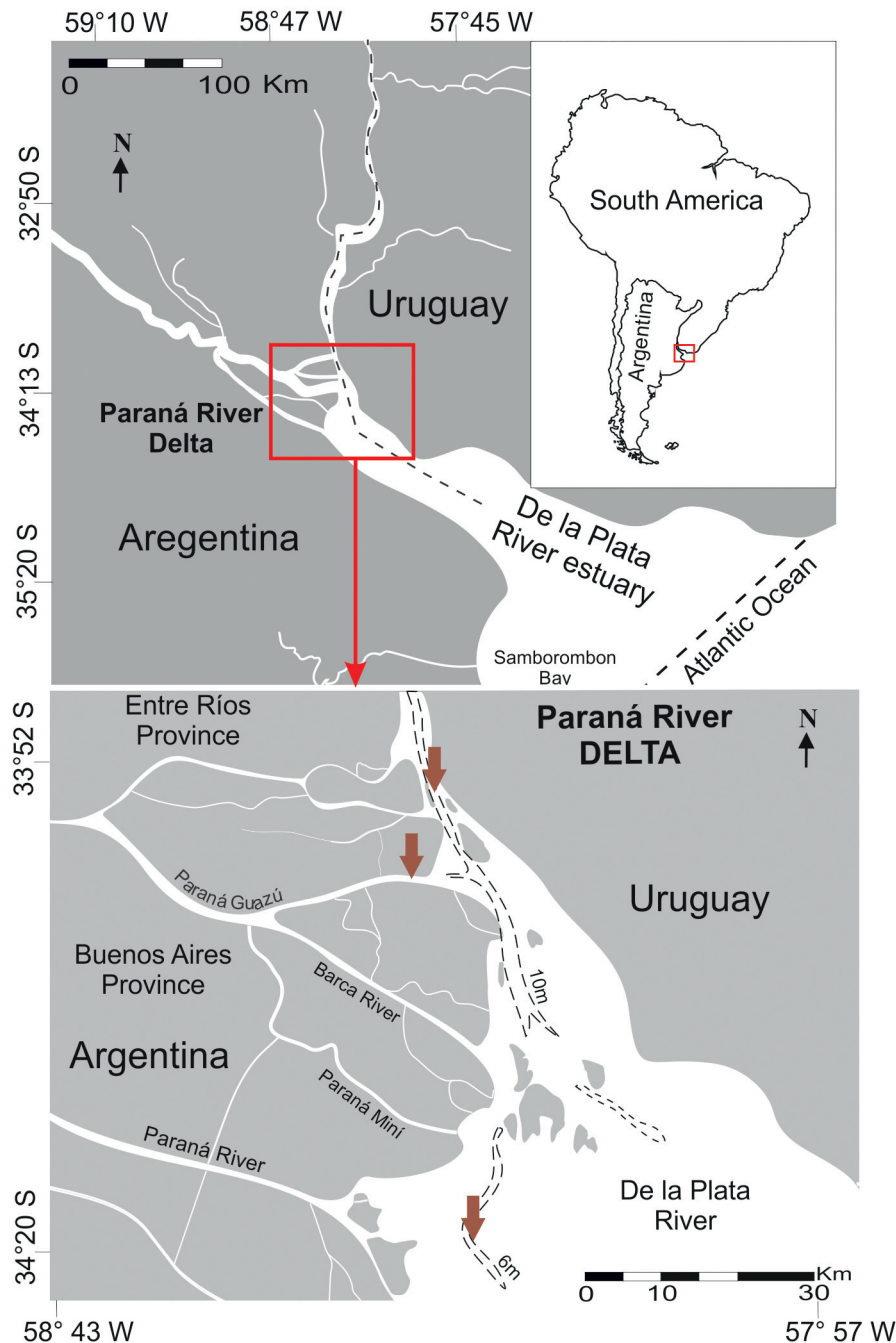 59°10 W
58°47 W
57°45 W
0
100 Km
N
32°50 S
34°13 S
35°20 S
Uruguay
Paraná River
Delta
Aregentina
De la Plata
River estuary
Atlantic Ocean
Samborombon
Bay
South America
Argentina
Entre Ríos
Province
Paraná River
DELTA
N
33°52 S
34°20 S
Paraná Guazú
Uruguay
Buenos Aires
Province
Barca River
10m
Argentina
Paraná Miní
Paraná River
De la Plata
River
6m
Km
0
10
30
58° 43 W
57° 57 W